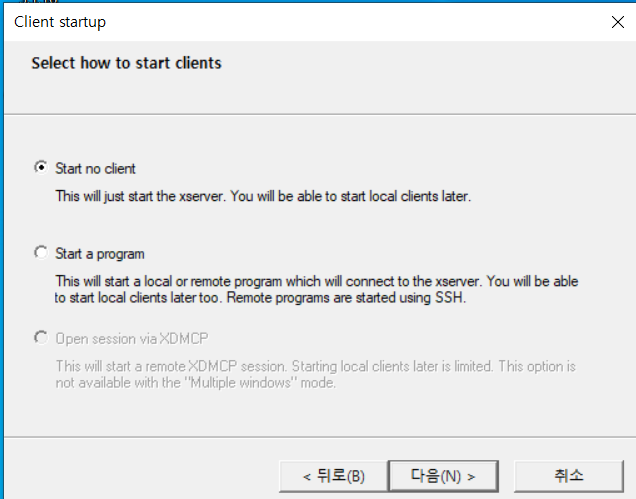 Client startup
Select how to start clients
Start no client
This will just start the xserver. You will be able to start local clients later.
Start a program
This will start a local or remote program which will connect to the xserver. You will be able
to start local clients later too. Remote programs are started using SSH.
Open session via XDMCP
This will start a remote XDMCP session. Starting local clients later is limited. This option is
not available with the "Multiple windows" mode.
< 뒤로(B) 다음(N) > 취소